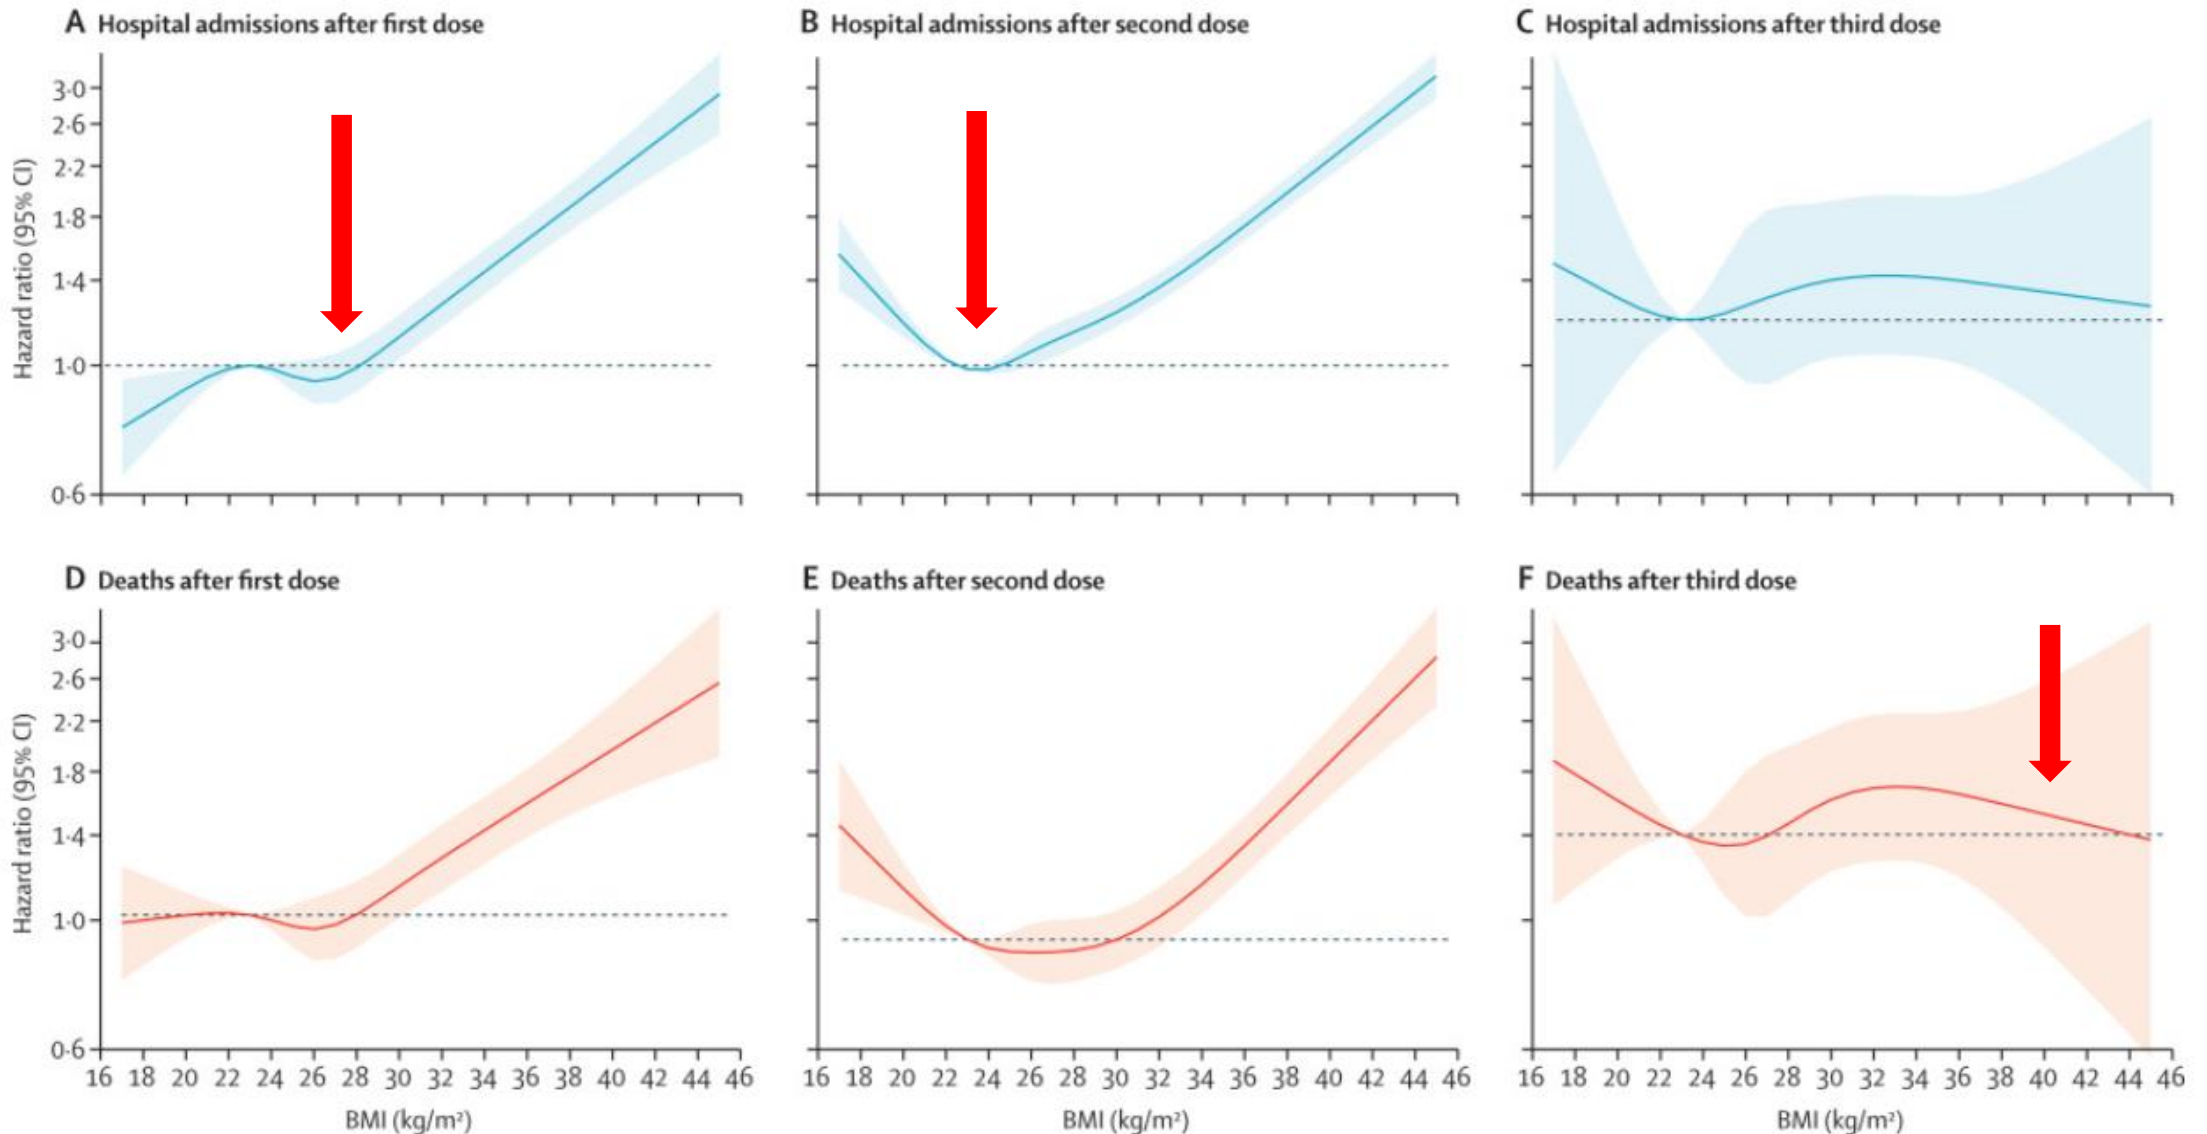 A Hospital admissions after first dose
B Hospital admissions after second dose
C Hospital admissions after third dose
Hazard ratio (95% CI)
3·0
2·6
2·2
1·8
1·4
1·0
0·6
D Deaths after first dose
E Deaths after second dose
F Deaths after third dose
Hazard ratio (95% CI)
3·0
2·6
2·2
1·8
1·4
1·0
0·6
16 18 20 22 24 26 28 30 32 34 36 38 40 42 44 46
16 18 20 22 24 26 28 30 32 34 36 38 40 42 44 46
16 18 20 22 24 26 28 30 32 34 36 38 40 42 44 46
BMI (kg/m²)
BMI (kg/m²)
BMI (kg/m²)